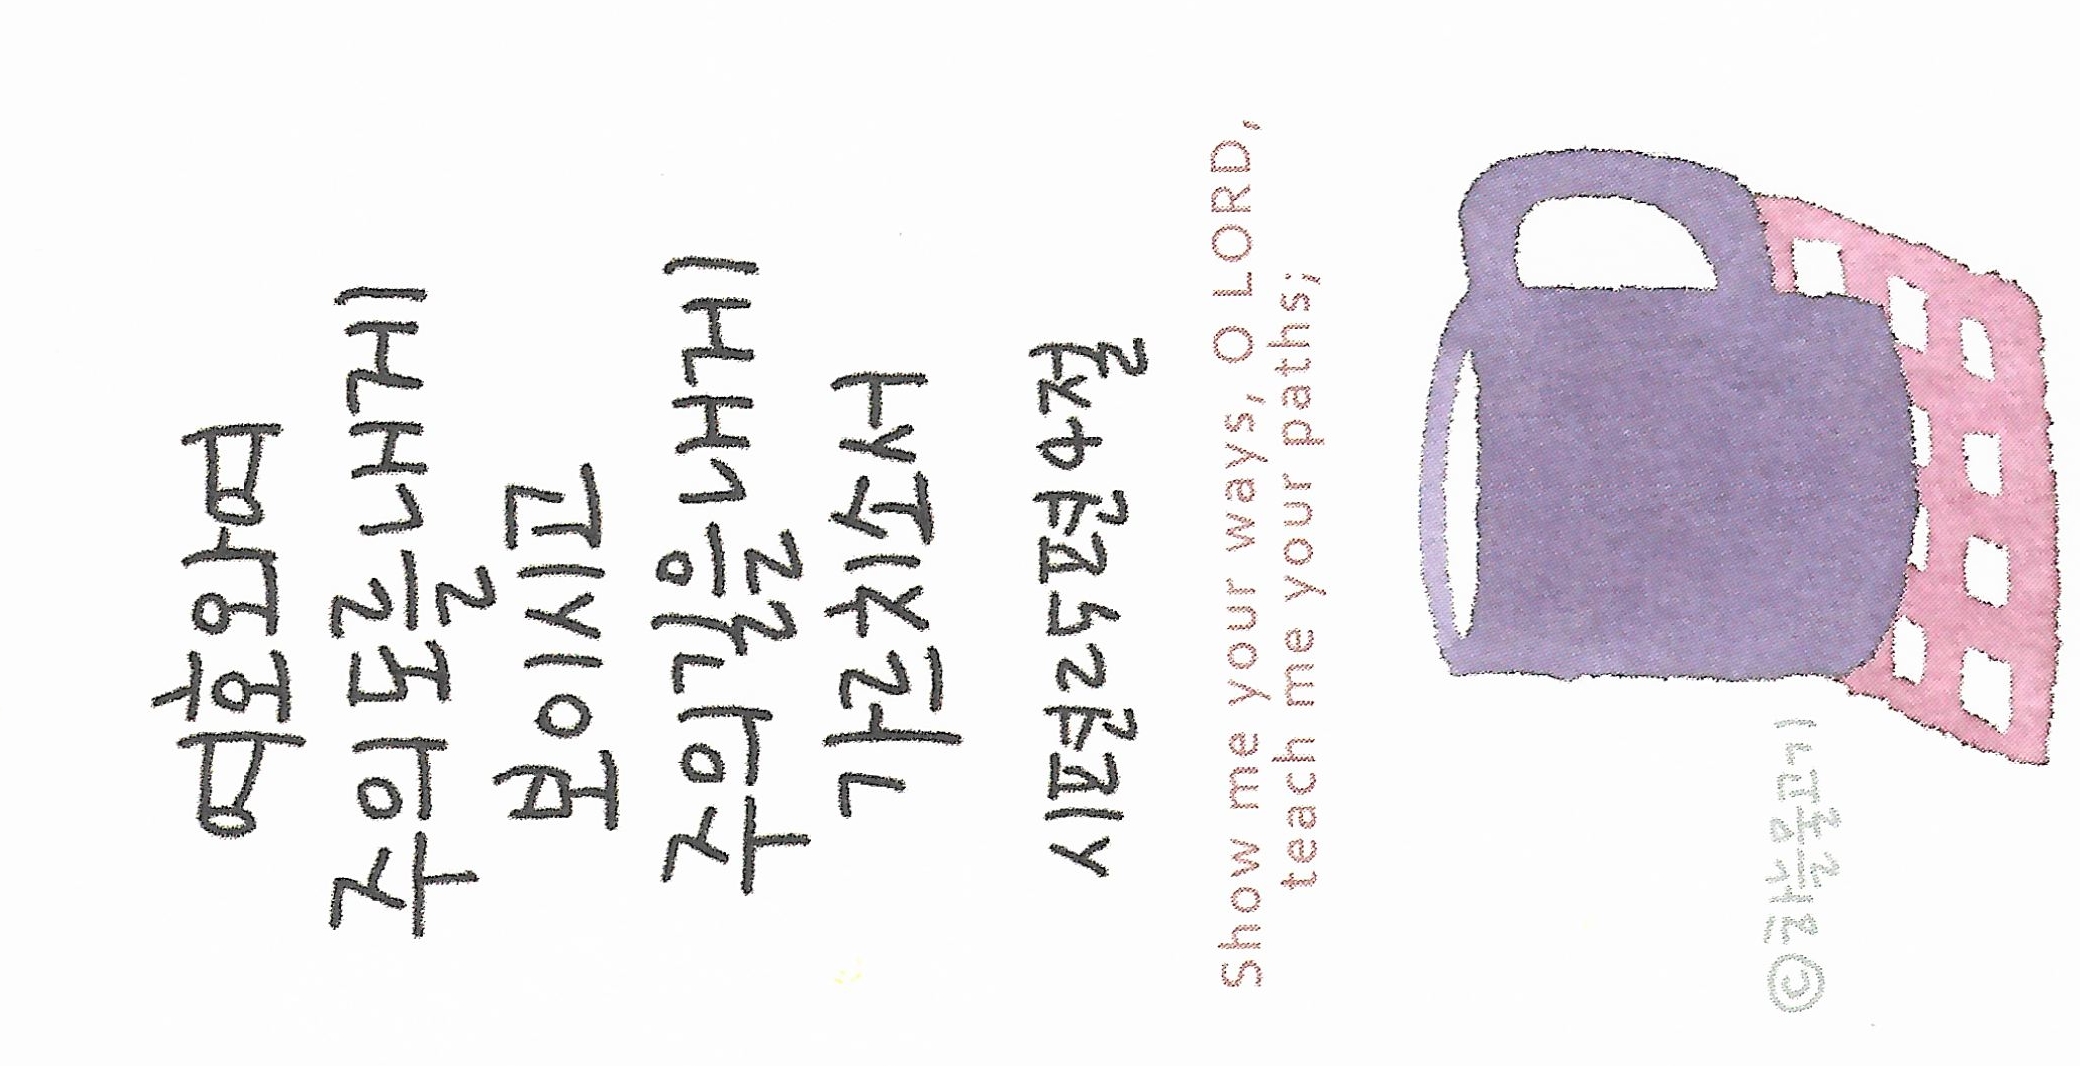 여호와여
주의 도를 내게
보이시고
주의 길을 내게
가르치소서
시편 25편 4절
Show me your ways, O LORD,
teach me your paths;
©하늘물고기